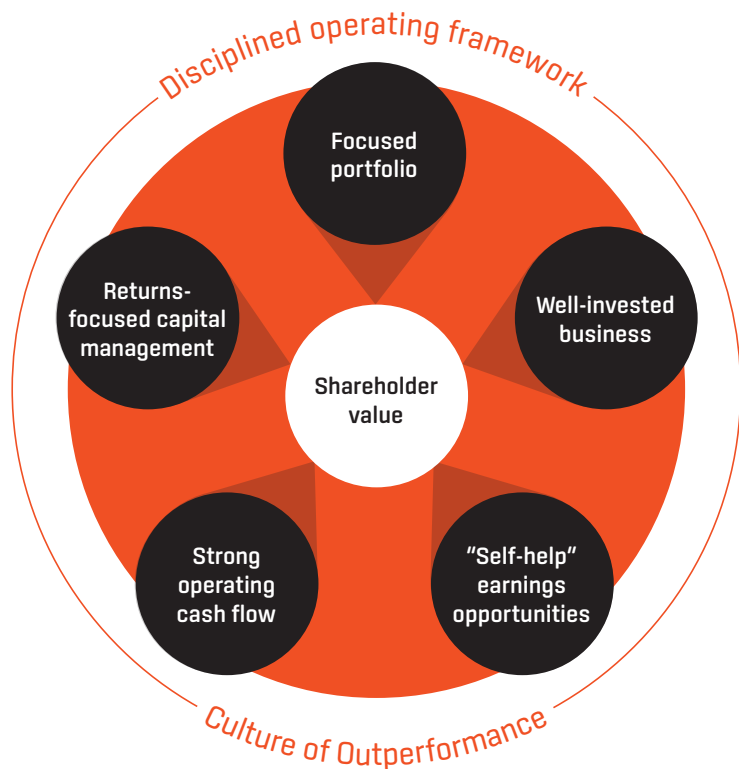 Disciplined operating framework
Focused
portfolio
Returns-
focused capital
management
Well-invested
business
Shareholder
value
Strong
operating
cash flow
“Self-help”
earnings
opportunities
Culture of Outperformance